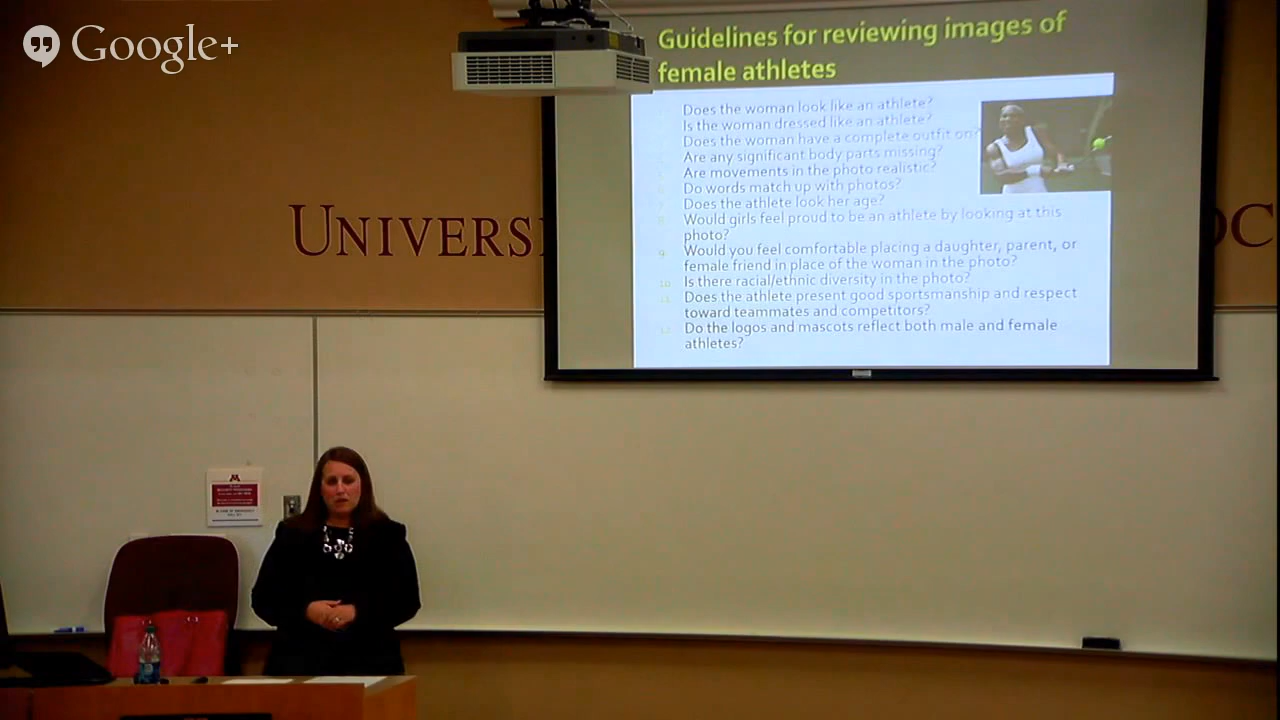 Google+
Guidelines for reviewing images of
female athletes
Does the woman look like an athlete?
Is the woman dressed like an athlete?
Does the woman have a complete outfit on?
Are any significant body parts missing?
Are movements in the photo realistic?
Do words match up with photos?
Does the athlete look her age?
Would girls feel proud to be an athlete by looking at this
photo?
9. Would you feel comfortable placing a daughter, parent, or
female friend in place of the woman in the photo?
10. Is there racial/ethnic diversity in the photo?
11. Does the athlete present good sportsmanship and respect
toward teammates and competitors?
12. Do the logos and mascots reflect both male and female
athletes?
UNIVERSI
OC
M